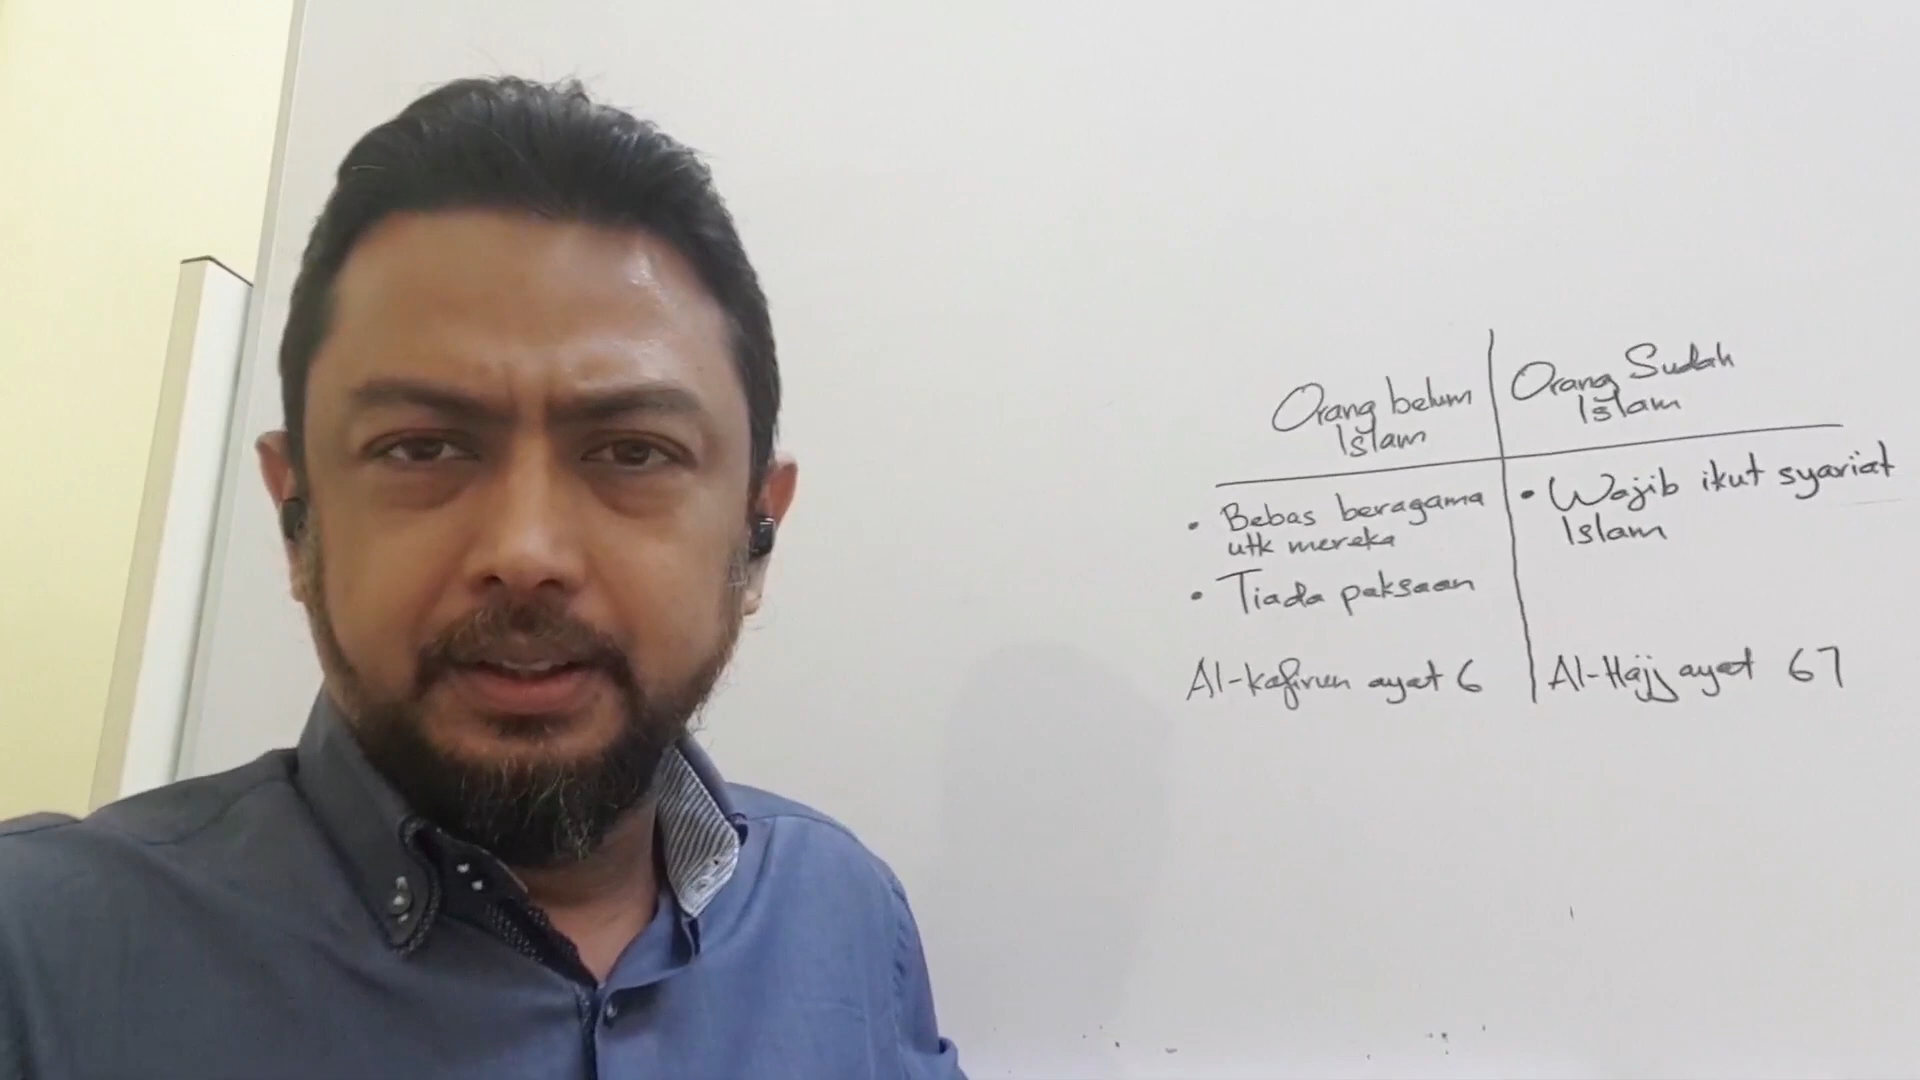 Orang belum
Islam
Orang Sudah
Islam
• Bebas beragama
utk mereka
• Tiada paksaan
Al-kafirun ayat 6
• Wajib ikut syariat
Islam
Al-Hajj ayat 67